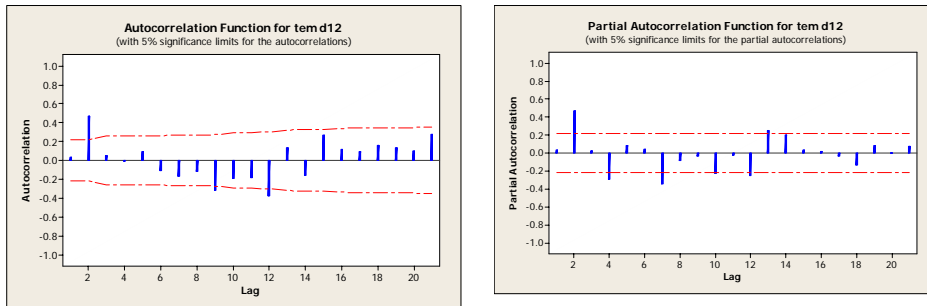 Autocorrelation Function for tem d12
(with 5% significance limits for the autocorrelations)
1.0
0.8
0.6
0.4
0.2
0.0
-0.2
-0.4
-0.6
-0.8
-1.0
Autocorrelation
2 4 6 8 10 12 14 16 18 20
Lag
Partial Autocorrelation Function for tem d12
(with 5% significance limits for the partial autocorrelations)
1.0
0.8
0.6
0.4
0.2
0.0
-0.2
-0.4
-0.6
-0.8
-1.0
Partial Autocorrelation
2 4 6 8 10 12 14 16 18 20
Lag